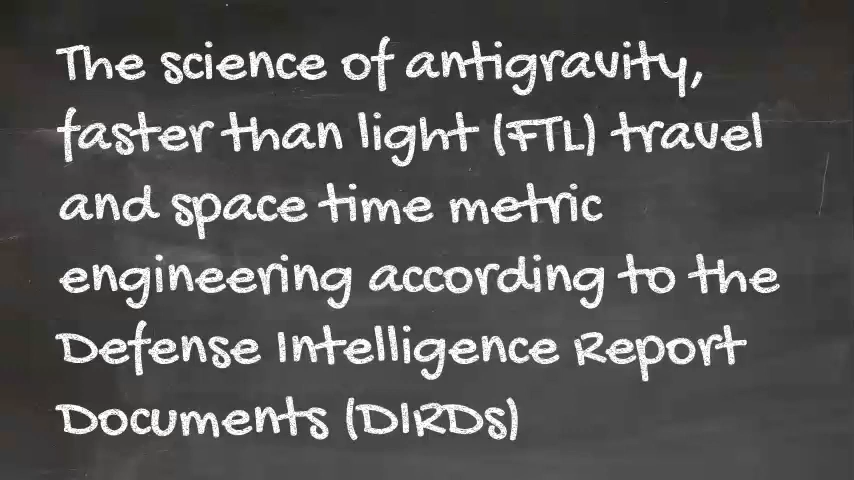 The science of antigravity,
faster than light (FTL) travel
and space time metric
engineering according to the
Defense Intelligence Report
Documents (DIRDs)